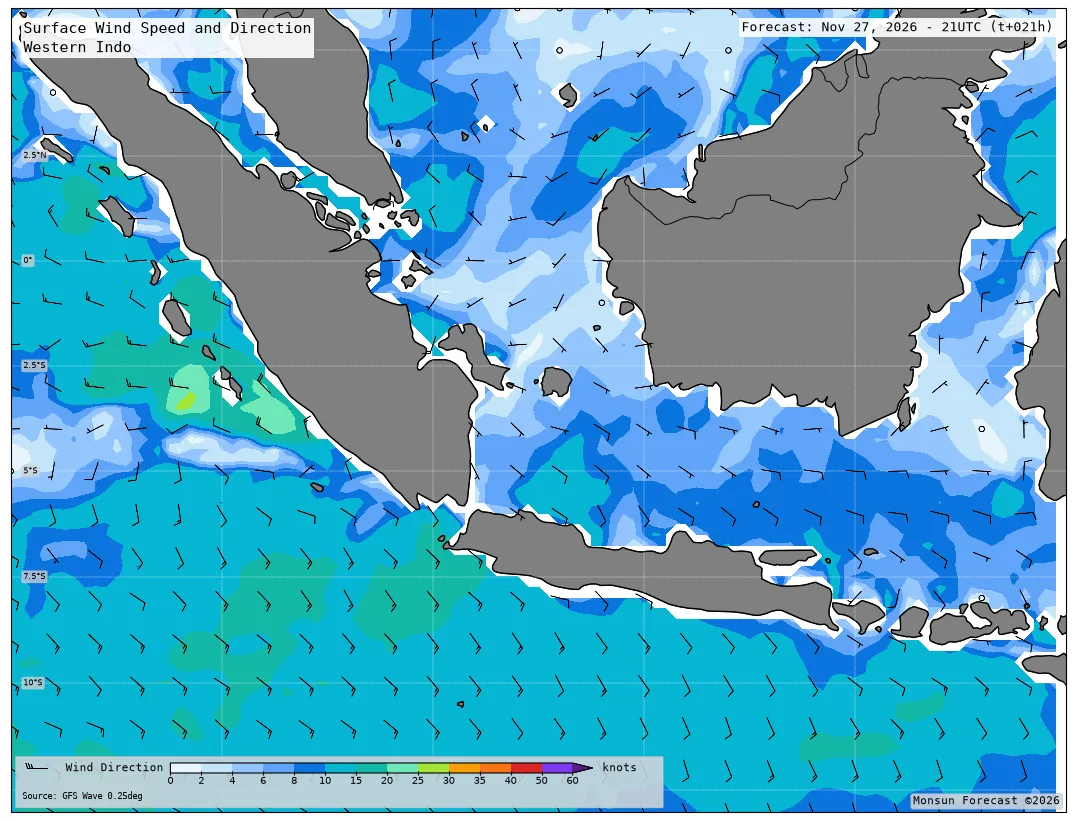 Surface Wind Speed and Direction
Western Indo
Forecast: Nov 27, 2026 - 21UTC (t+021h)
2.5°N
0°
2.5°S
5°S
7.5°S
10°S
Wind Direction
0 2 4 6 8 10 15 20 25 30 35 40 50 60
knots
Source: GFS Wave 0.25deg
Monsun Forecast ©2026